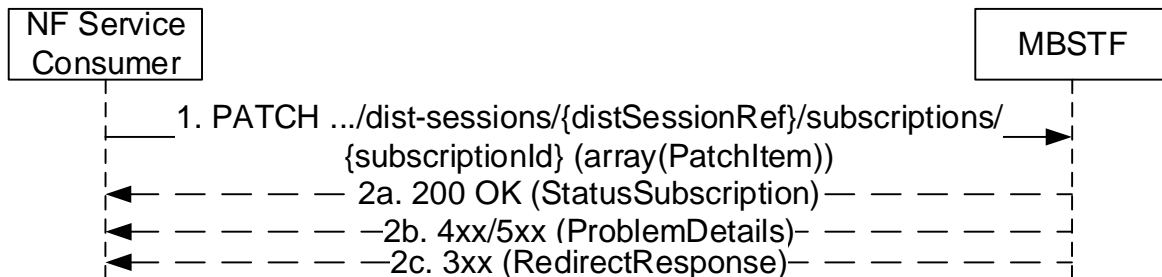 NF Service
Consumer
MBSTF
1. PATCH .../dist-sessions/{distSessionRef}/subscriptions/
{subscriptionId} (array(PatchItem))
2a. 200 OK (StatusSubscription)
2b. 4xx/5xx (ProblemDetails)
2c. 3xx (RedirectResponse)